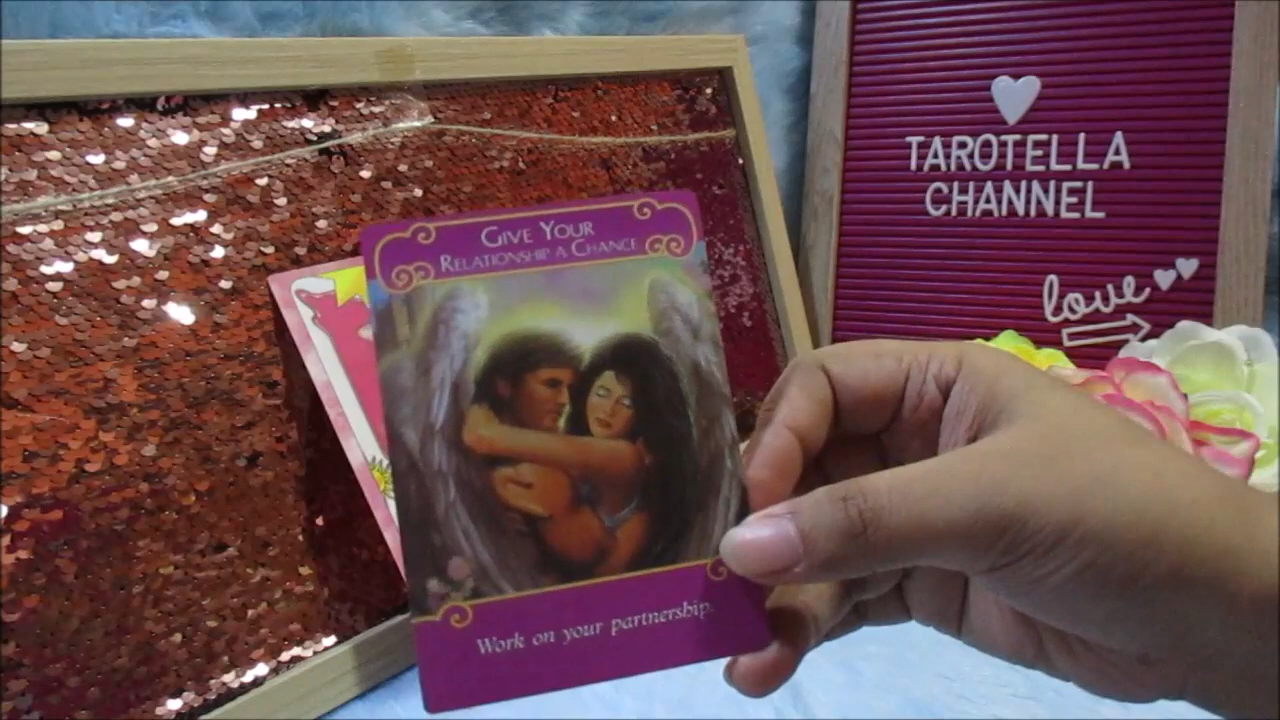 TAROTELLA
CHANNEL
love
GIVE YOUR
RELATIONSHIP A CHANCE
Work on your partnership.